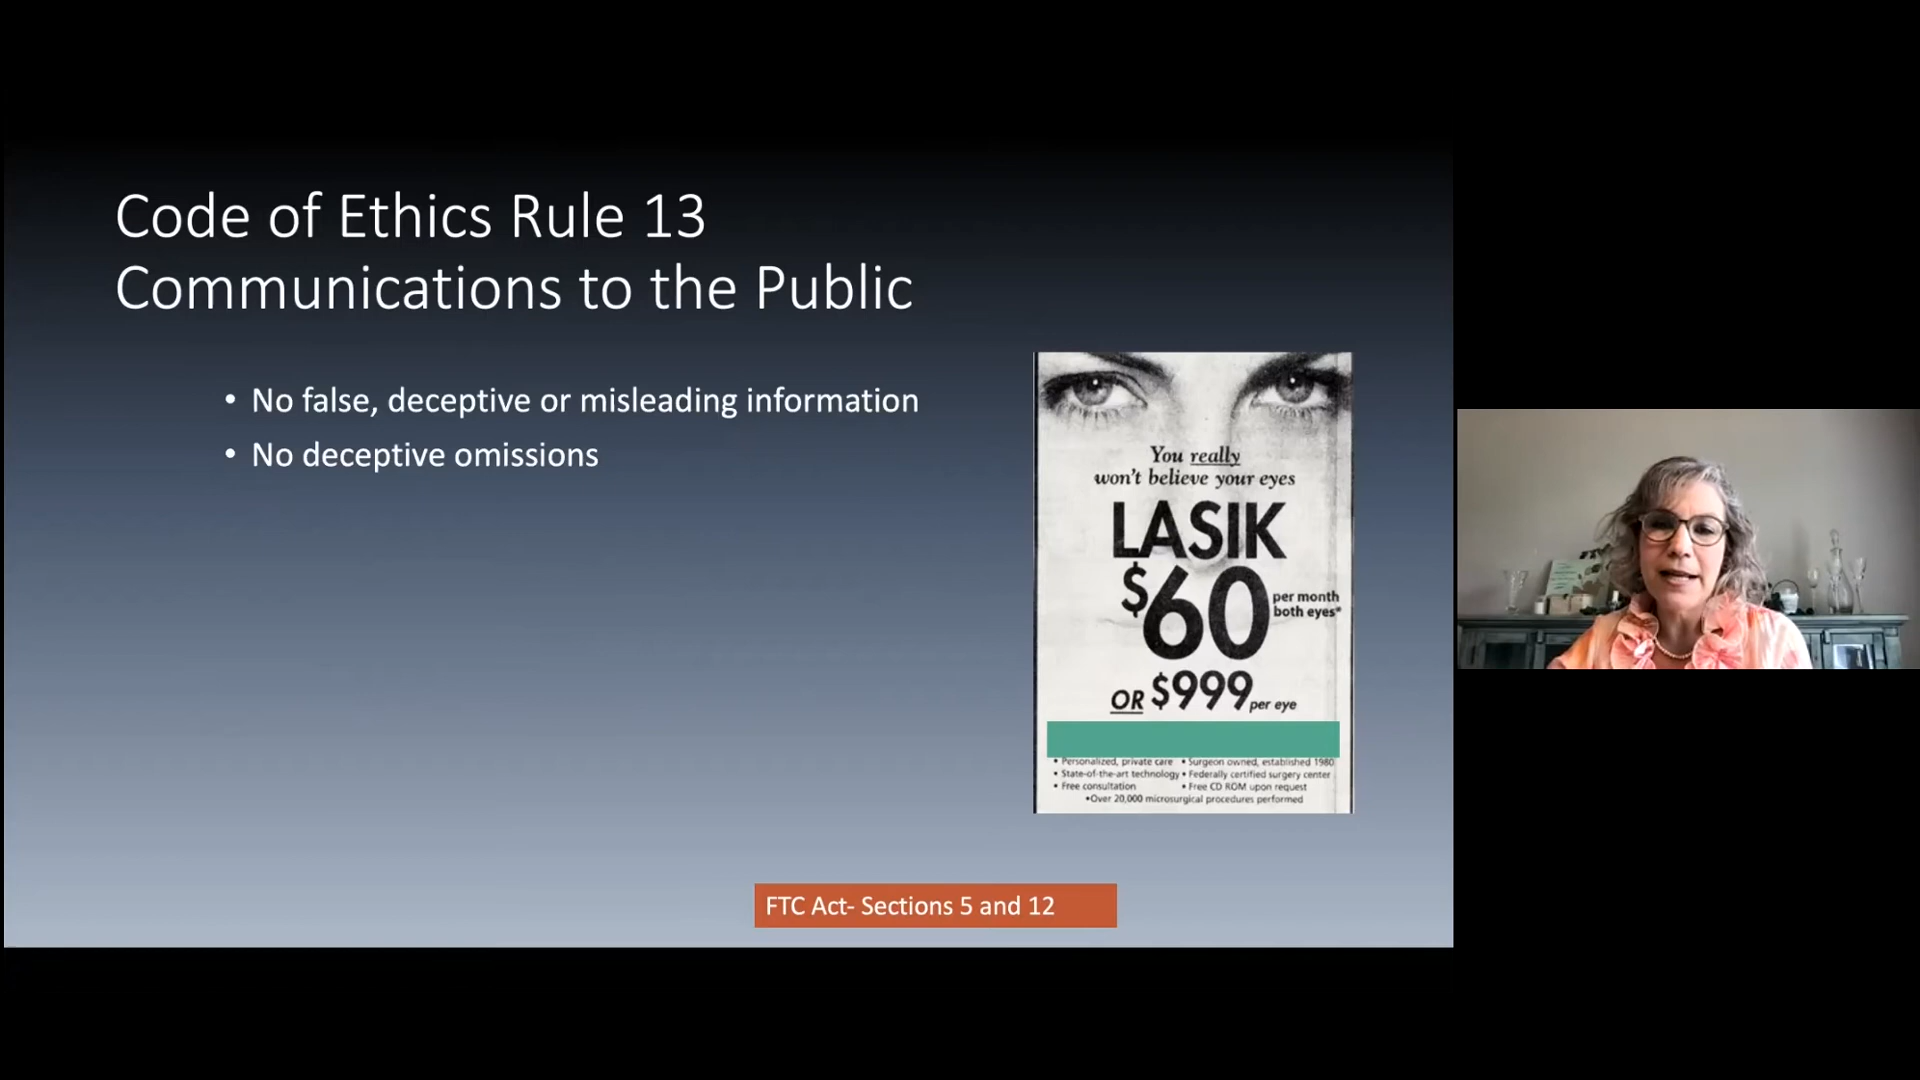 Code of Ethics Rule 13
Communications to the Public
• No false, deceptive or misleading information
• No deceptive omissions
You really
won't believe your eyes
LASIK
$60 per month
both eyes*
OR $999 per eye
• Personalized, private care • Surgeon owned, established 1980
• State-of-the-art technology • Federally certified surgery center
• Free consultation • Free CD ROM upon request
•Over 20,000 microsurgical procedures performed
FTC Act- Sections 5 and 12